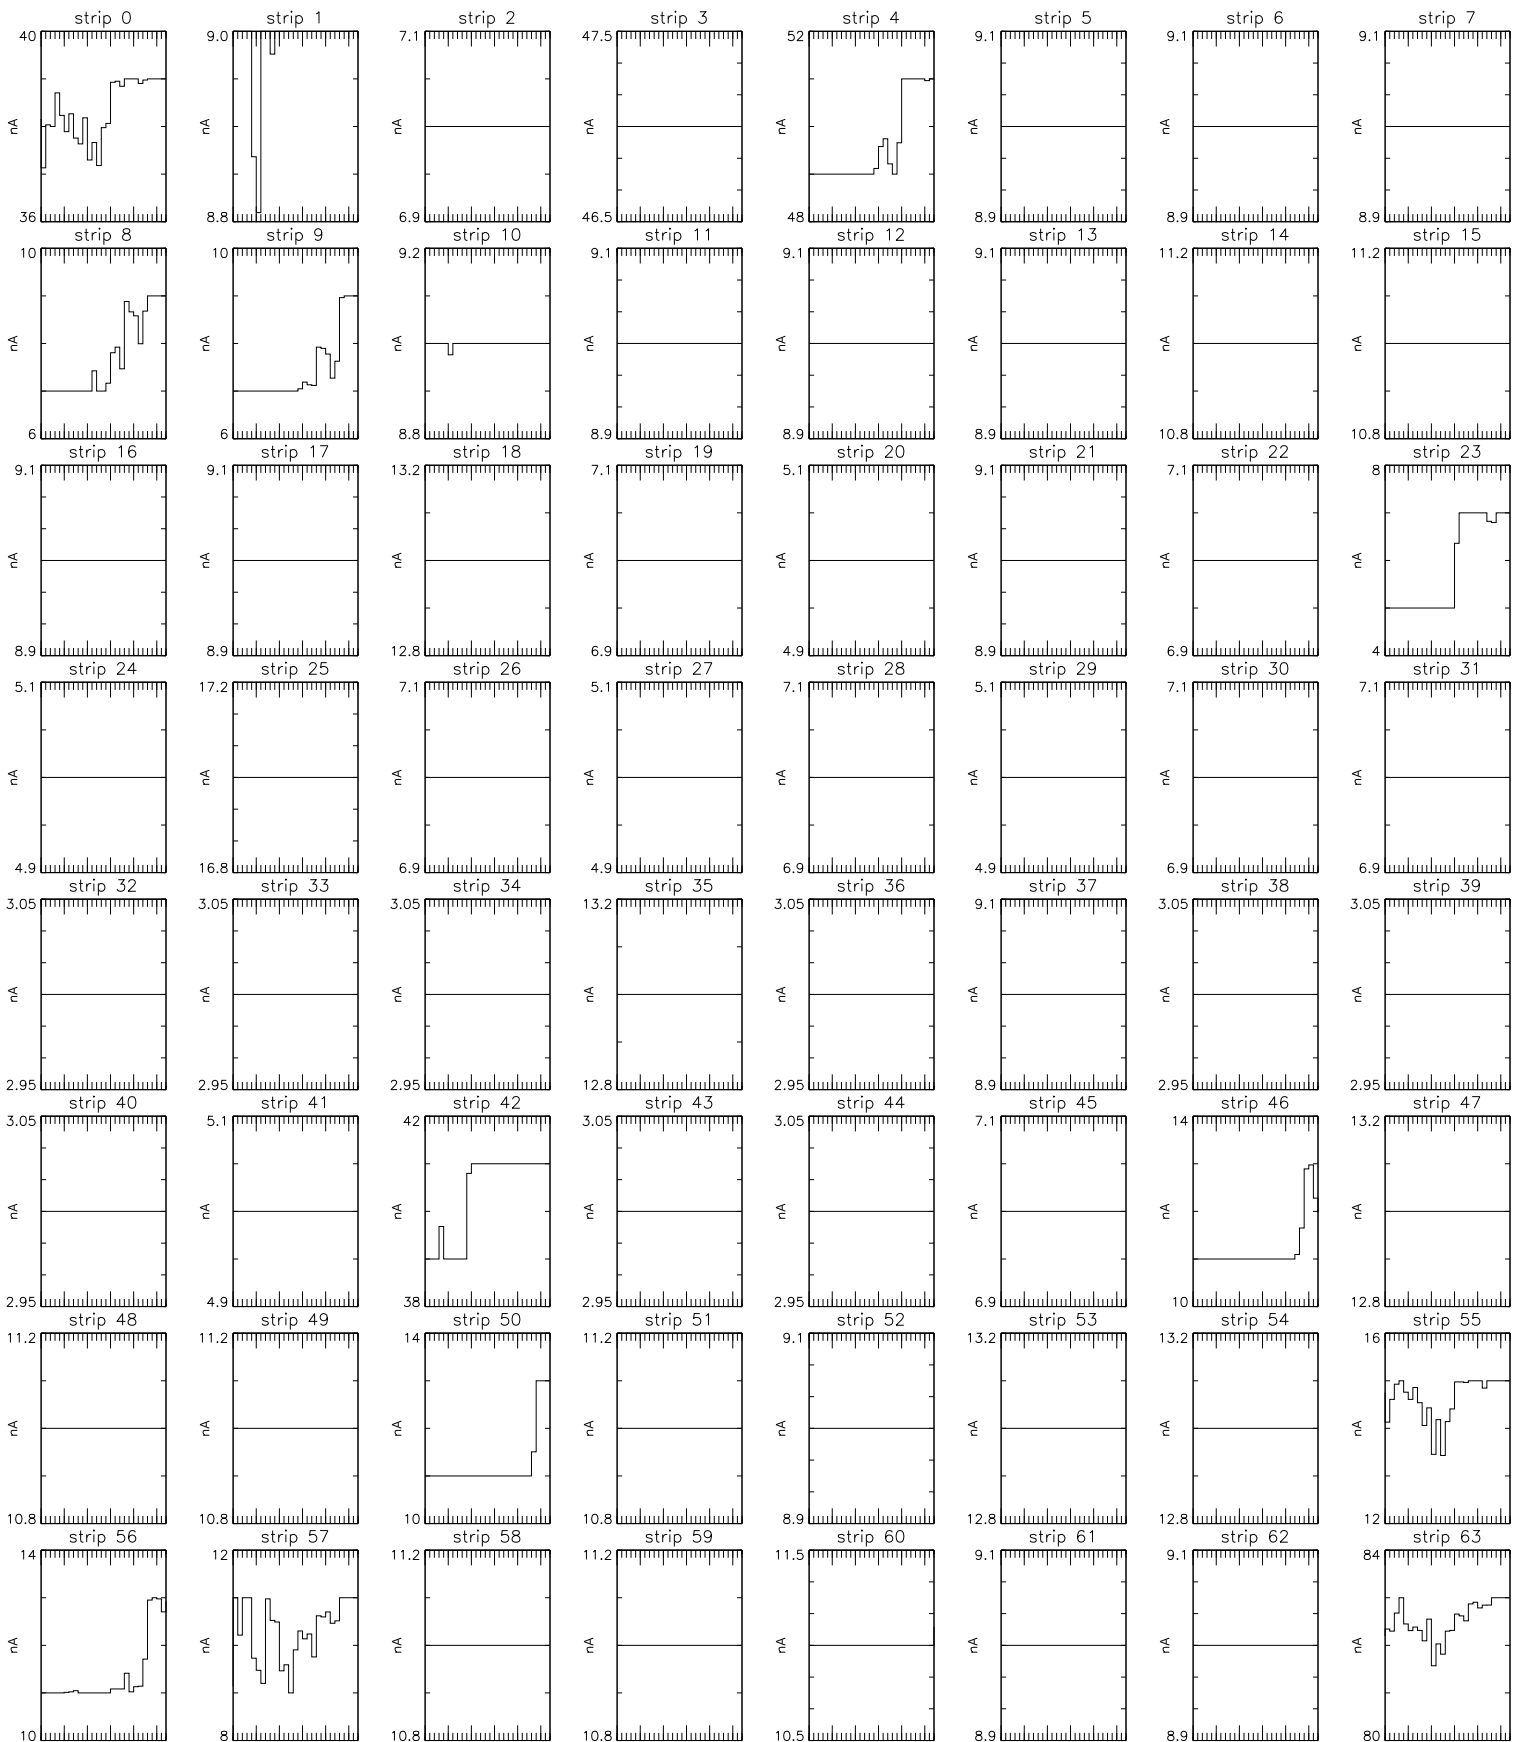 strip 0 strip 1 strip 2 strip 3 strip 4 strip 5 strip 6 strip 7
40 9.0 7.1 47.5 52 9.1 9.1 9.1
nA nA nA nA nA nA nA nA
36 8.8 6.9 46.5 48 8.9 8.9 8.9
strip 8 strip 9 strip 10 strip 11 strip 12 strip 13 strip 14 strip 15
10 10 9.2 9.1 9.1 9.1 11.2 11.2
nA nA nA nA nA nA nA nA
6 6 8.8 8.9 8.9 8.9 10.8 10.8
strip 16 strip 17 strip 18 strip 19 strip 20 strip 21 strip 22 strip 23
9.1 9.1 13.2 7.1 5.1 9.1 7.1 8
nA nA nA nA nA nA nA nA
8.9 8.9 12.8 6.9 4.9 8.9 6.9 4
strip 24 strip 25 strip 26 strip 27 strip 28 strip 29 strip 30 strip 31
5.1 17.2 7.1 5.1 7.1 5.1 7.1 7.1
nA nA nA nA nA nA nA nA
4.9 16.8 6.9 4.9 6.9 4.9 6.9 6.9
strip 32 strip 33 strip 34 strip 35 strip 36 strip 37 strip 38 strip 39
3.05 3.05 3.05 13.2 3.05 9.1 3.05 3.05
nA nA nA nA nA nA nA nA
2.95 2.95 2.95 12.8 2.95 8.9 2.95 2.95
strip 40 strip 41 strip 42 strip 43 strip 44 strip 45 strip 46 strip 47
3.05 5.1 42 3.05 3.05 7.1 14 13.2
nA nA nA nA nA nA nA nA
2.95 4.9 38 2.95 2.95 6.9 10 12.8
strip 48 strip 49 strip 50 strip 51 strip 52 strip 53 strip 54 strip 55
11.2 11.2 14 11.2 9.1 13.2 13.2 16
nA nA nA nA nA nA nA nA
10.8 10.8 10 10.8 8.9 12.8 12.8 12
strip 56 strip 57 strip 58 strip 59 strip 60 strip 61 strip 62 strip 63
14 12 11.2 11.2 11.5 9.1 9.1 84
nA nA nA nA nA nA nA nA
10 8 10.8 10.8 10.5 8.9 8.9 80